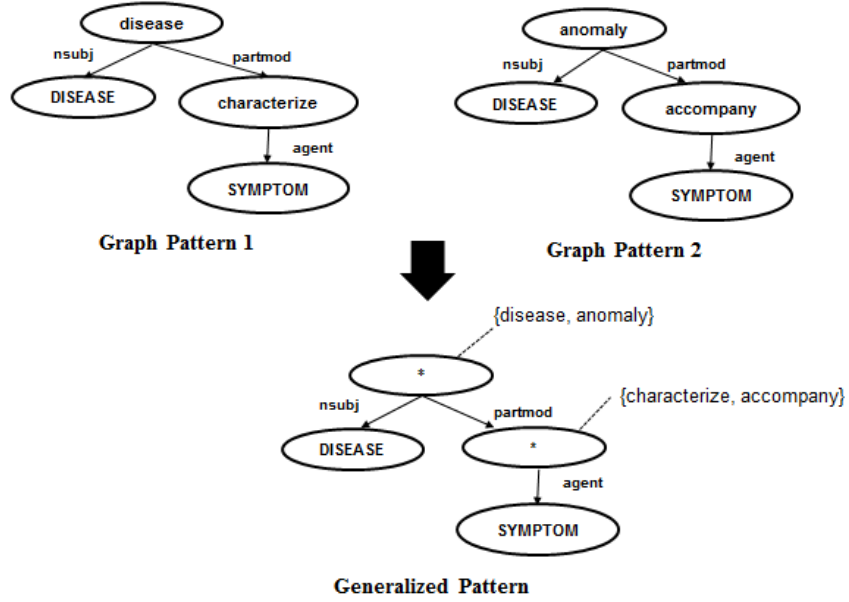 disease
nsubj
partmod
DISEASE
characterize
agent
SYMPTOM
Graph Pattern 1
anomaly
nsubj
partmod
DISEASE
accompany
agent
SYMPTOM
Graph Pattern 2
{disease, anomaly}
*
nsubj
partmod
{characterize, accompany}
DISEASE
*
agent
SYMPTOM
Generalized Pattern